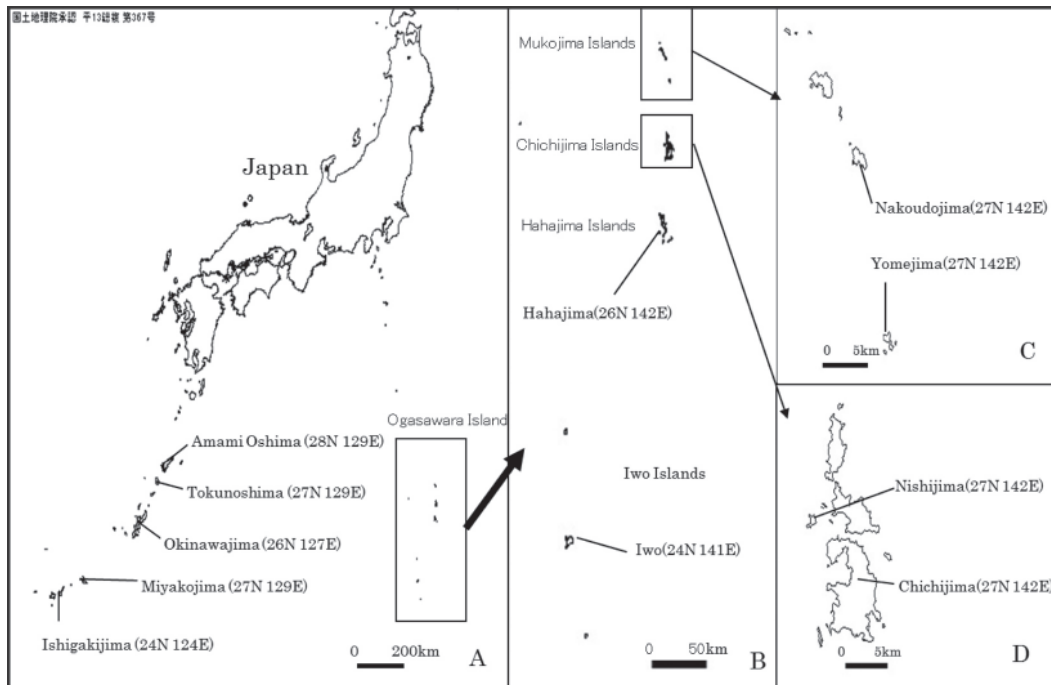 国土地理院承認 平13総複 第367号
Japan
Ogasawara Island
Amami Oshima (28N 129E)
Tokunoshima (27N 129E)
Okinawajima (26N 127E)
Miyakojima (27N 129E)
Ishigakijima (24N 124E)
0 200km
A
Mukojima Islands
Chichijima Islands
Hahajima Islands
Hahajima(26N 142E)
Iwo Islands
Iwo(24N 141E)
0 50km
B
Nakoudojima(27N 142E)
Yomejima(27N 142E)
0 5km
C
Nishijima(27N 142E)
Chichijima(27N 142E)
0 5km
D